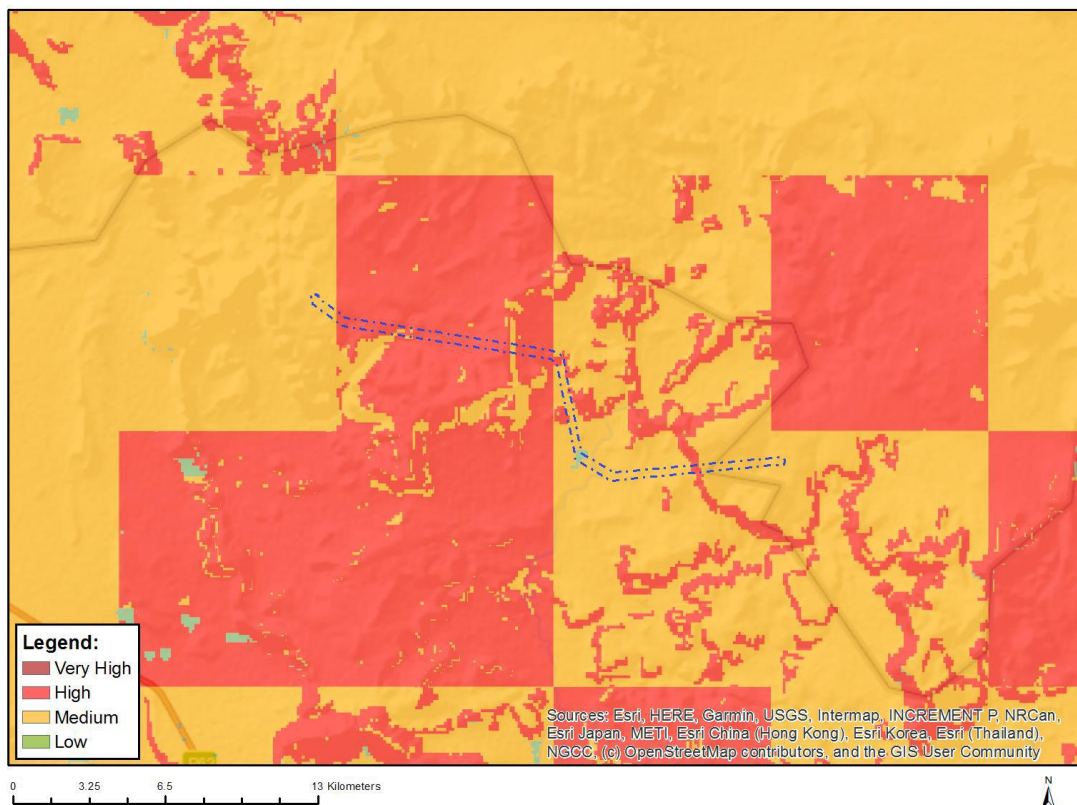 Legend:
Very High
High
Medium
Low
Sources: Esri, HERE, Garmin, USGS, Intermap, INCREMENT P, NRCan,
Esri Japan, METI, Esri China (Hong Kong), Esri Korea, Esri (Thailand),
NGCC, (c) OpenStreetMap contributors, and the GIS User Community
0 3.25 6.5 13 Kilometers
N